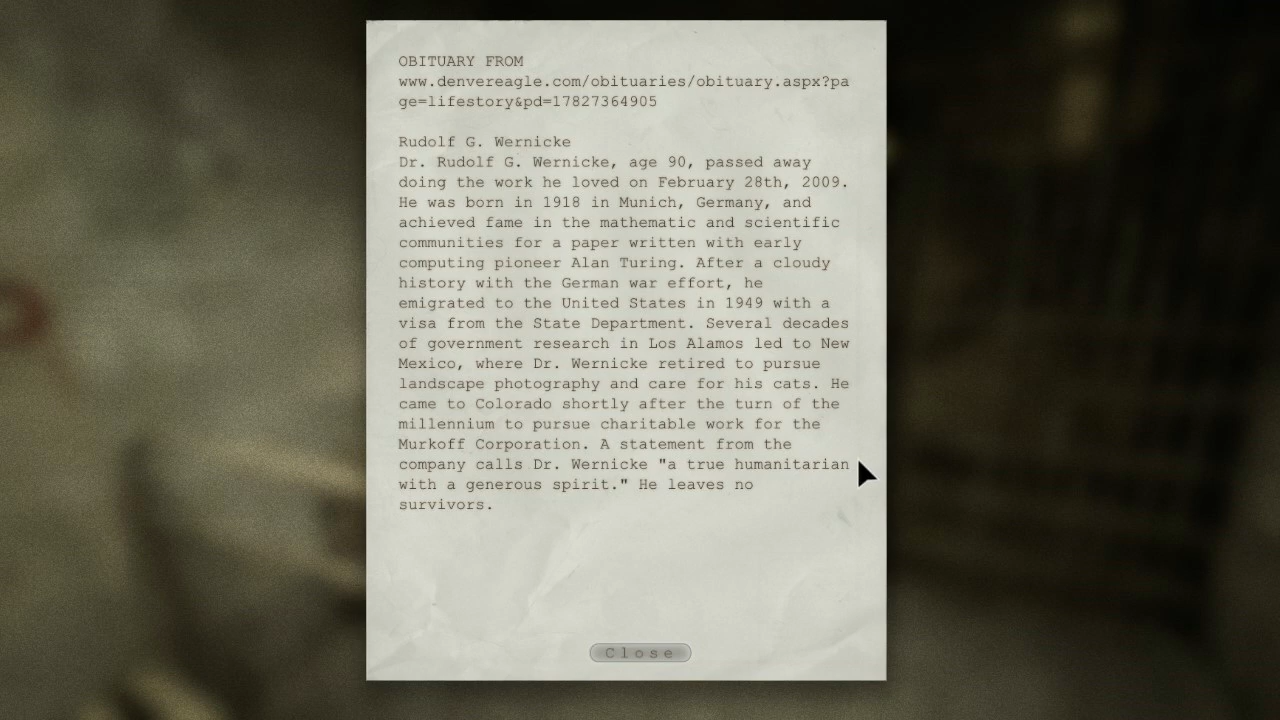 OBITUARY FROM
www.denvereagle.com/obituaries/obituary.aspx?pa
ge=lifestory&pd=17827364905
Rudolf G. Wernicke
Dr. Rudolf G. Wernicke, age 90, passed away
doing the work he loved on February 28th, 2009.
He was born in 1918 in Munich, Germany, and
achieved fame in the mathematic and scientific
communities for a paper written with early
computing pioneer Alan Turing. After a cloudy
history with the German war effort, he
emigrated to the United States in 1949 with a
visa from the State Department. Several decades
of government research in Los Alamos led to New
Mexico, where Dr. Wernicke retired to pursue
landscape photography and care for his cats. He
came to Colorado shortly after the turn of the
millennium to pursue charitable work for the
Murkoff Corporation. A statement from the
company calls Dr. Wernicke "a true humanitarian
with a generous spirit." He leaves no
survivors.
Close